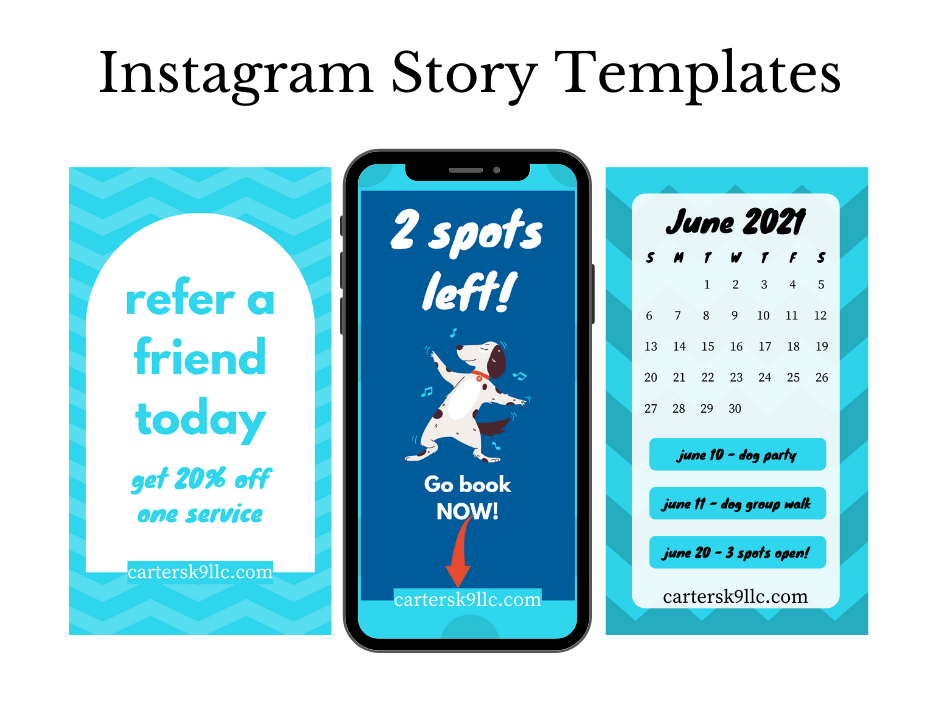 Instagram Story Templates
refer a
friend
today
get 20% off
one service
cartersk9llc.com
2 spots
left!
Go book
NOW!
cartersk9llc.com
June 2021
S M T W T F S
1 2 3 4 5
6 7 8 9 10 11 12
13 14 15 16 17 18 19
20 21 22 23 24 25 26
27 28 29 30
june 10 - dog party
june 11 - dog group walk
june 20 - 3 spots open!
cartersk9llc.com